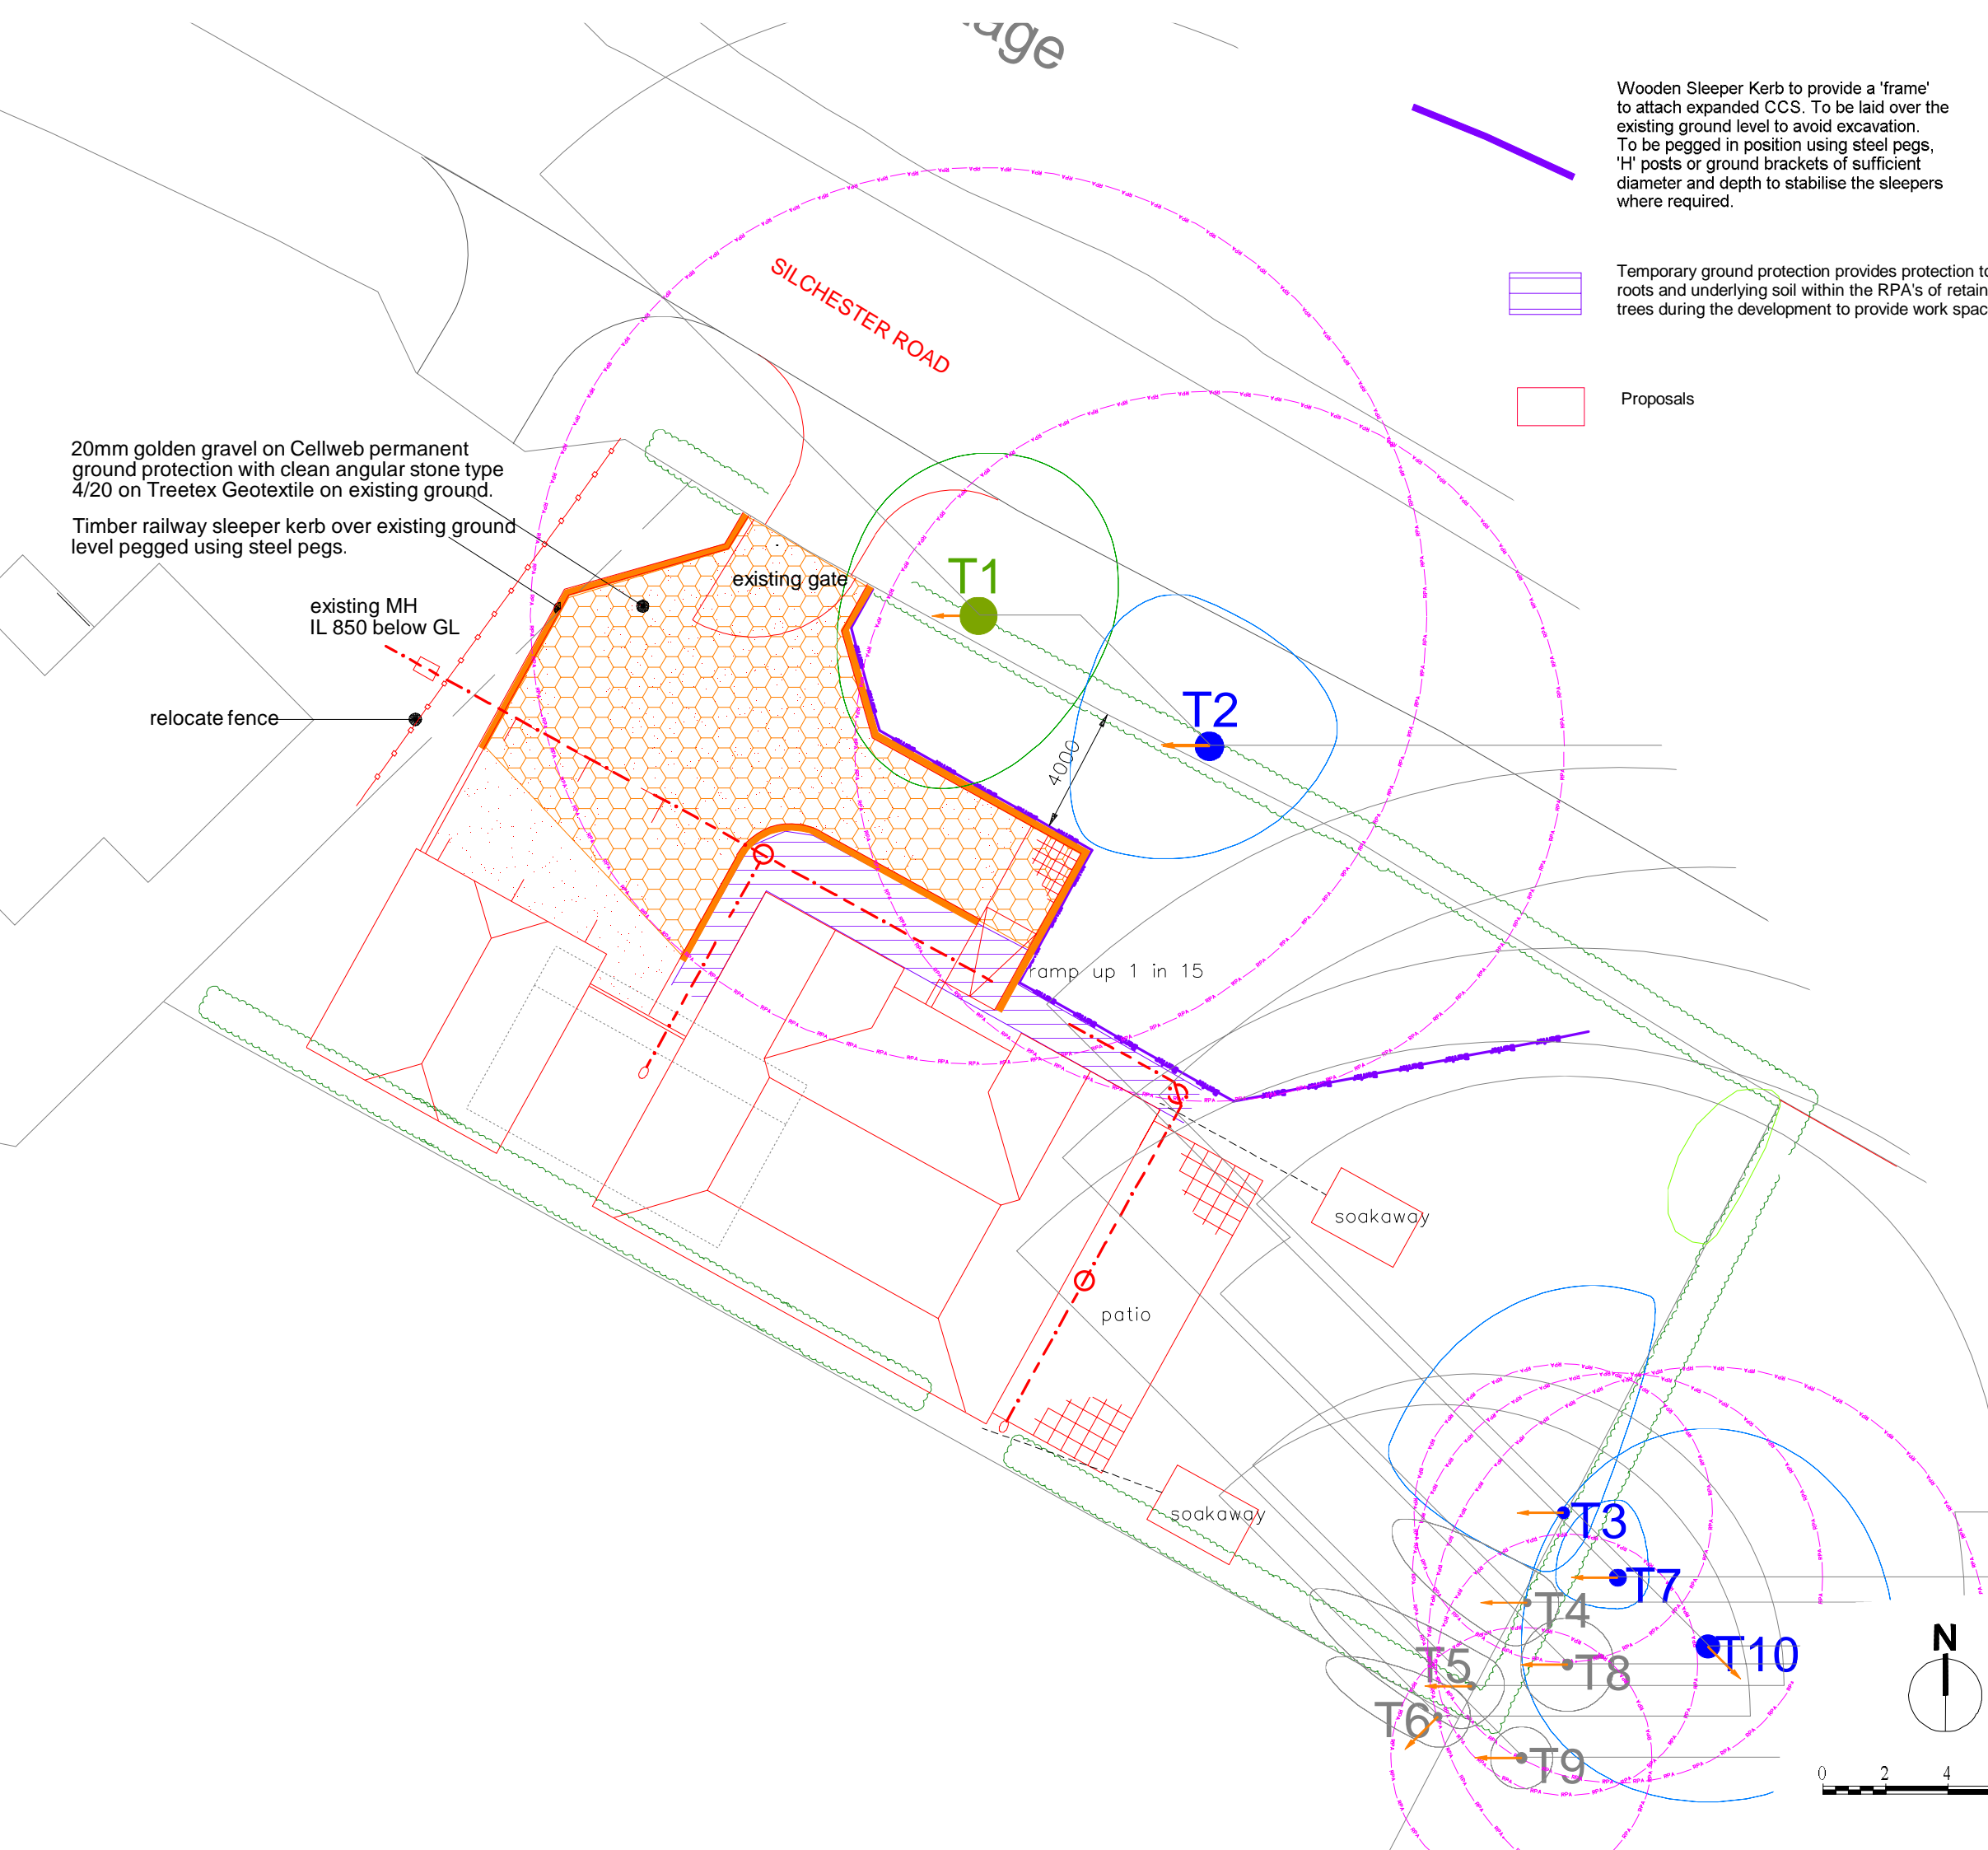 Wooden Sleeper Kerb to provide a 'frame'
to attach expanded CCS. To be laid over the
existing ground level to avoid excavation.
To be pegged in position using steel pegs,
'H' posts or ground brackets of sufficient
diameter and depth to stabilise the sleepers
where required.
Temporary ground protection provides protection to
roots and underlying soil within the RPA's of retain
trees during the development to provide work spac
Proposals
SILCHESTER ROAD
20mm golden gravel on Cellweb permanent
ground protection with clean angular stone type
4/20 on Treetex Geotextile on existing ground.
Timber railway sleeper kerb over existing ground
level pegged using steel pegs.
existing gate
T1
existing MH
IL 850 below GL
T2
relocate fence
4000
ramp up 1 in 15
soakaway
patio
soakaway
T3
T7
T4
T5
T8
T10
T6
T9
N
0 2 4
RPA